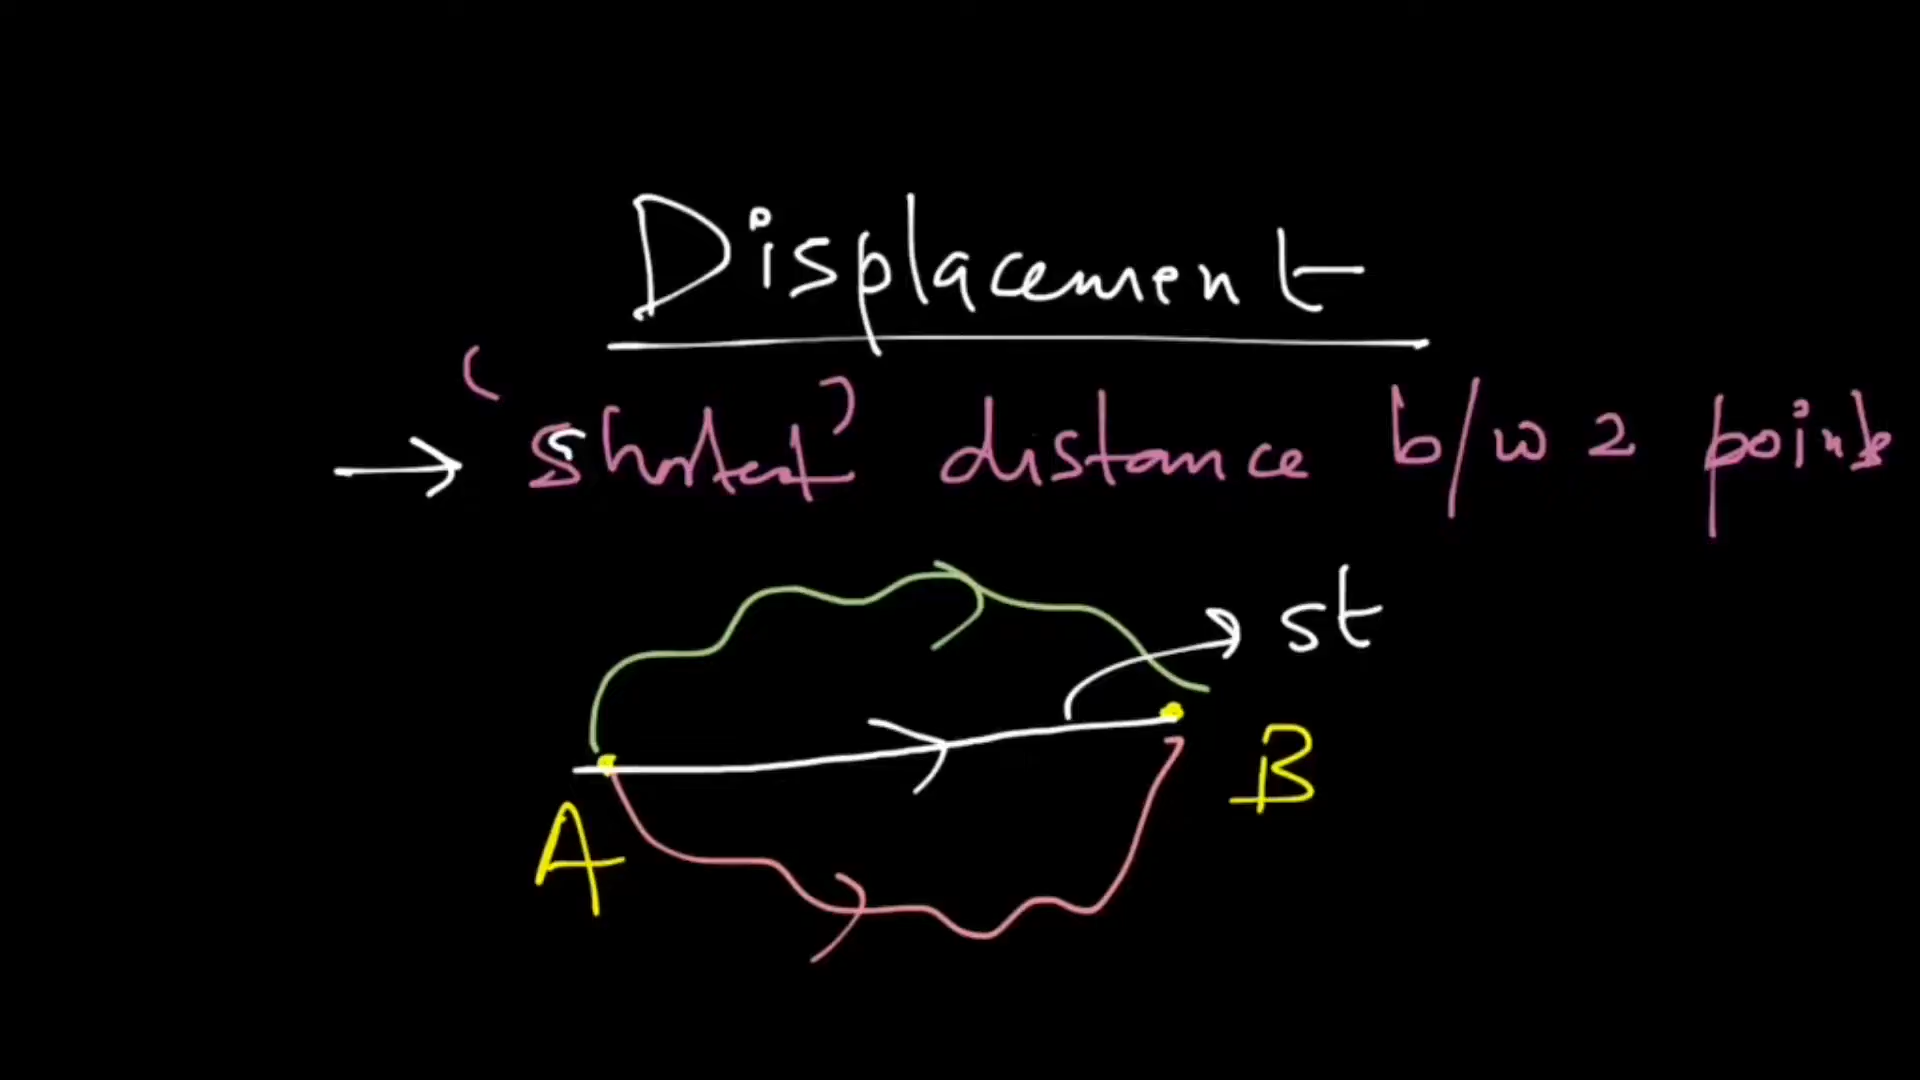 Displacement
→ "Shortest" distance b/w 2 points
st
A
B